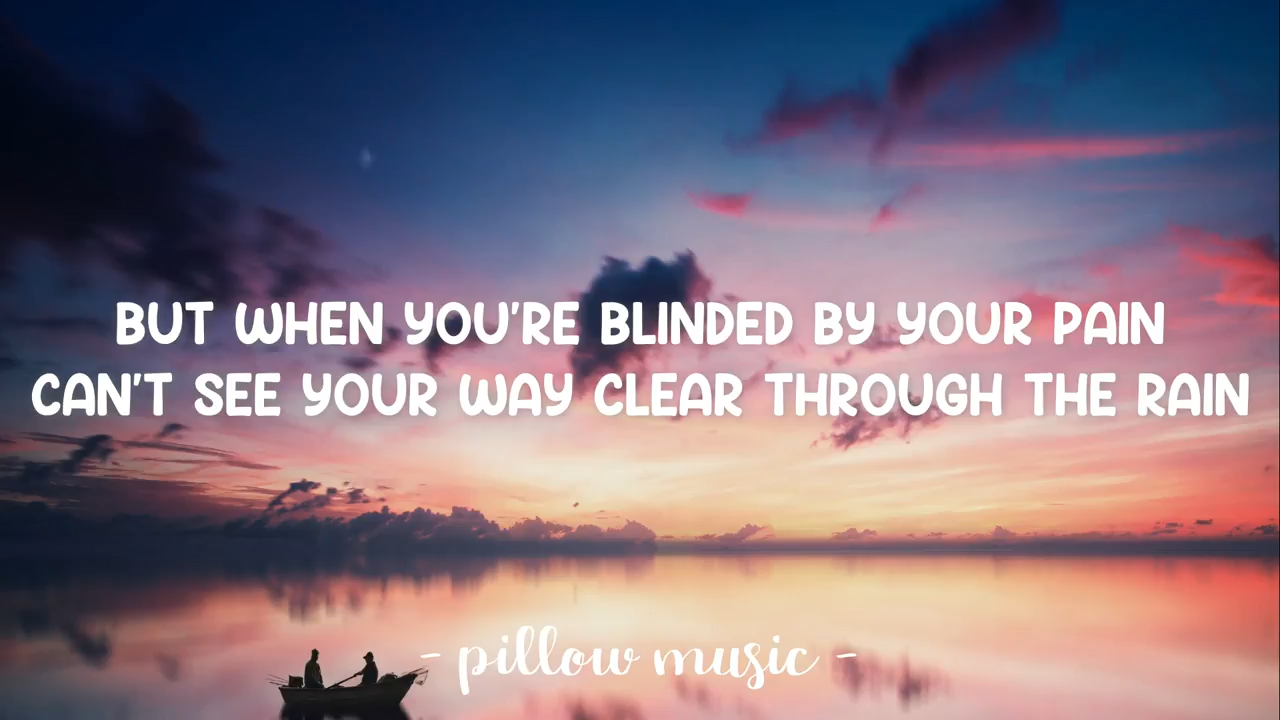 BUT WHEN YOU'RE BLINDED BY YOUR PAIN
CAN'T SEE YOUR WAY CLEAR THROUGH THE RAIN
- pillow music -